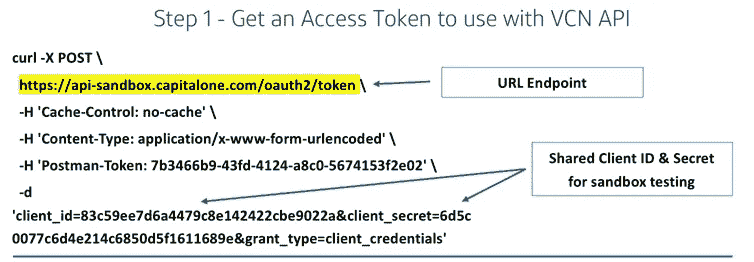 Step 1 - Get an Access Token to use with VCN API
curl -X POST \
https://api-sandbox.capitalone.com/oauth2/token \
URL Endpoint
-H 'Cache-Control: no-cache' \
-H 'Content-Type: application/x-www-form-urlencoded' \
-H 'Postman-Token: 7b3466b9-43fd-4124-a8c0-5674153f2e02' \
Shared Client ID & Secret
for sandbox testing
-d
'client_id=83c59ee7d6a4479c8e142422cbe9022a&client_secret=6d5c
0077c6d4e214c6850d5f1611689e&grant_type=client_credentials'